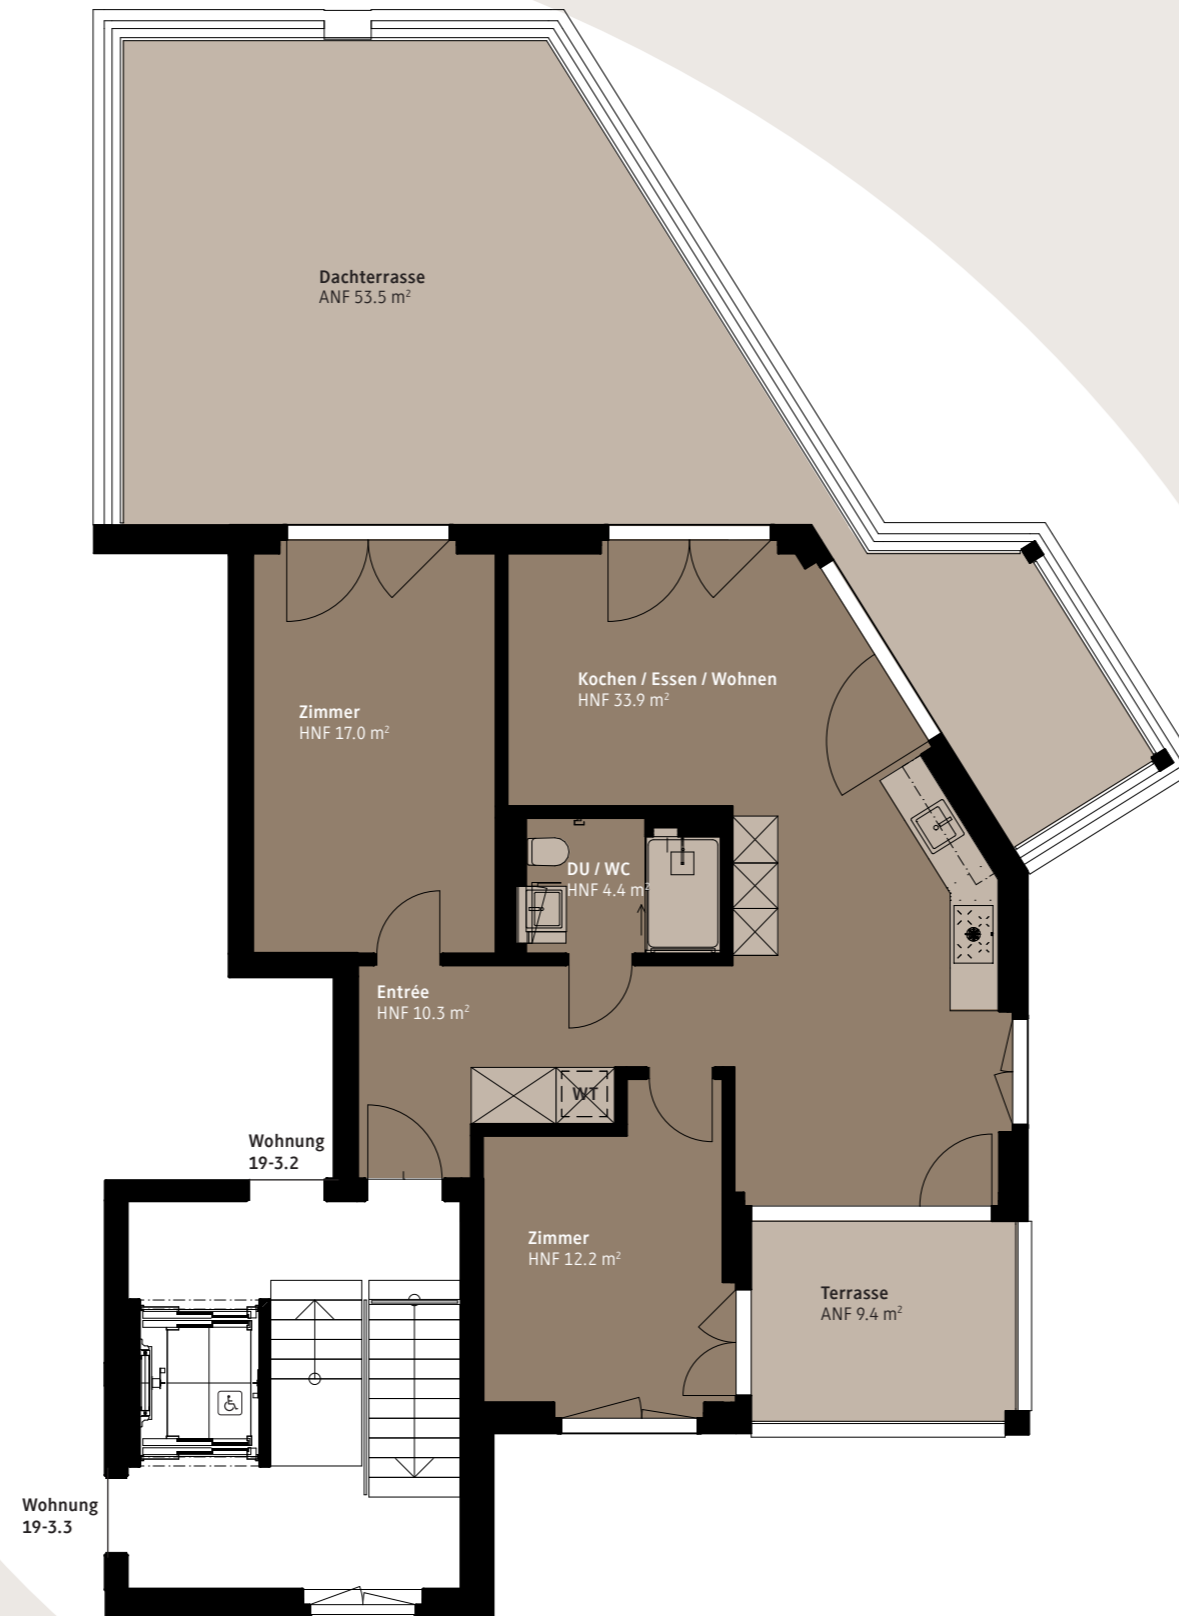 Dachterrasse
ANF 53.5 m²
Kochen / Essen / Wohnen
HNF 33.9 m²
Zimmer
HNF 17.0 m²
DU / WC
HNF 4.4 m²
Entrée
HNF 10.3 m²
WT
Wohnung
19-3.2
Zimmer
HNF 12.2 m²
Terrasse
ANF 9.4 m²
Wohnung
19-3.3